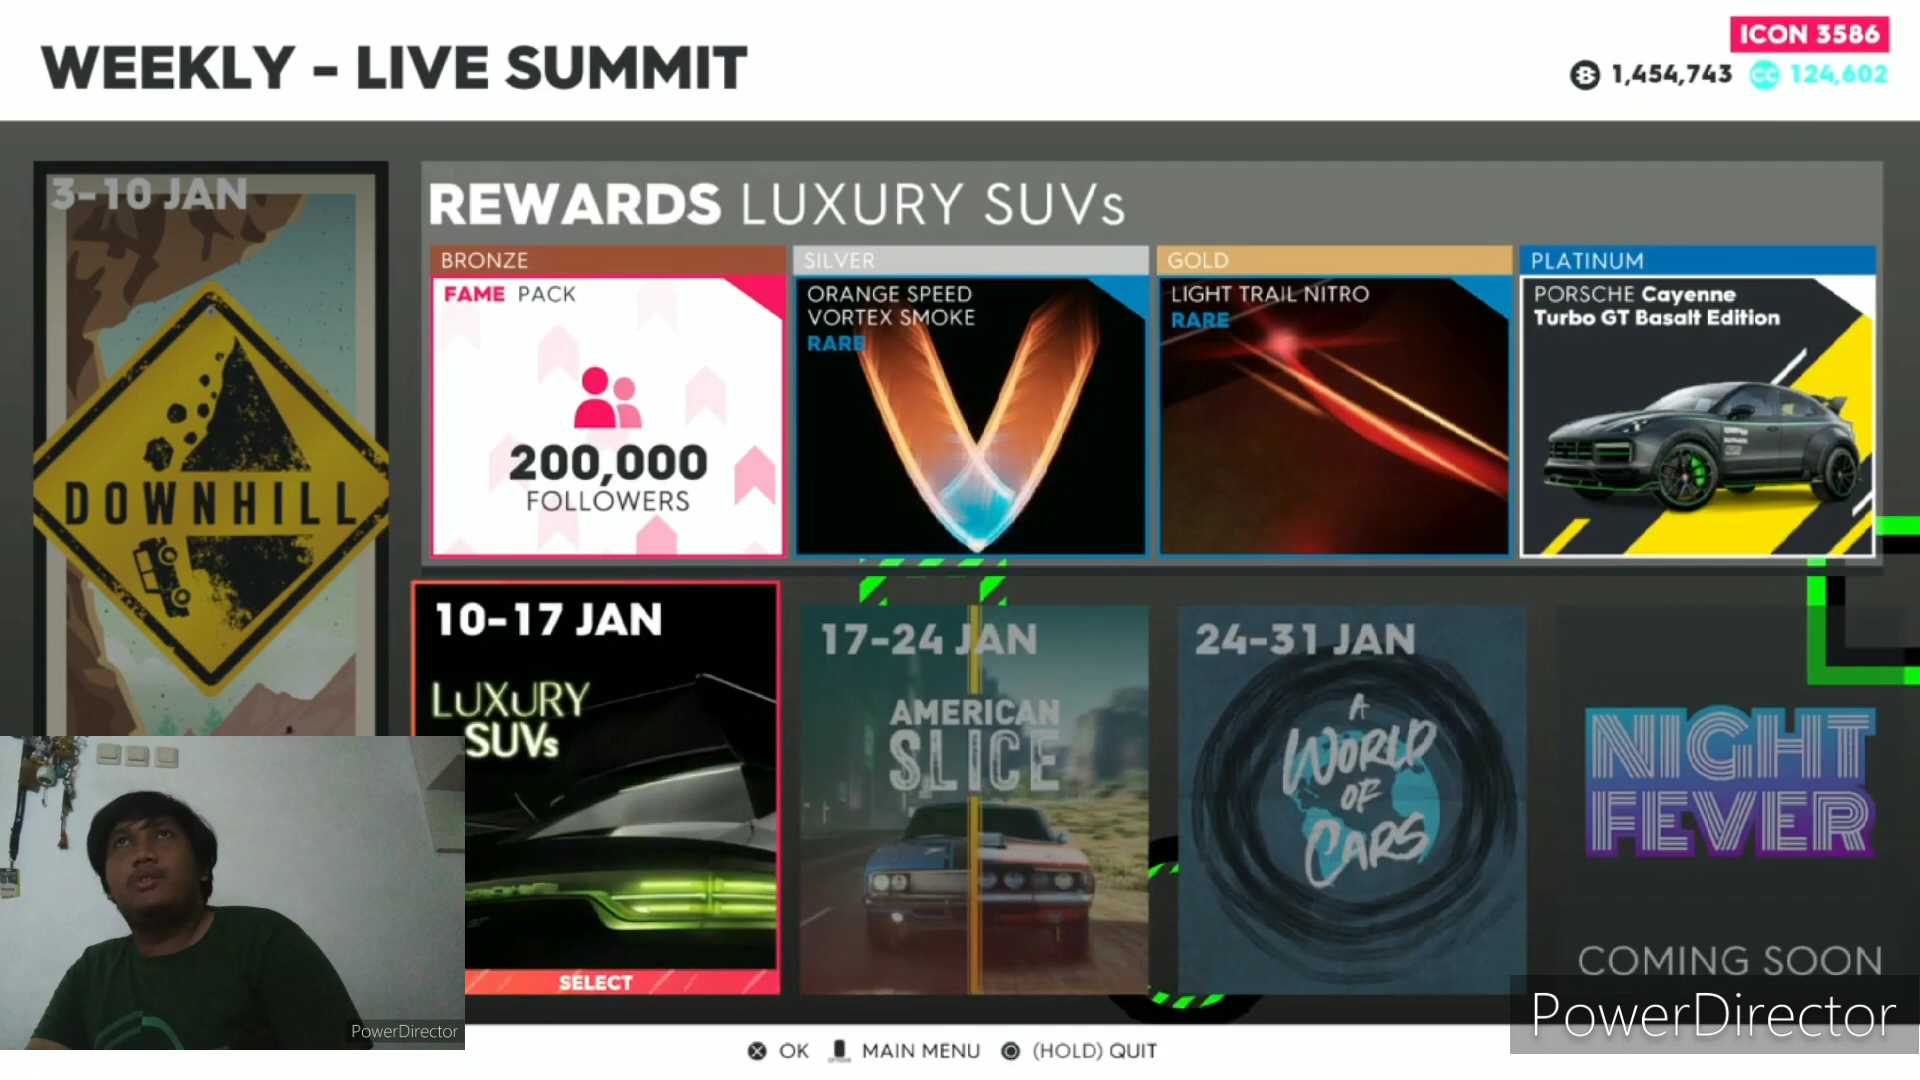 WEEKLY - LIVE SUMMIT
ICON 3586
1,454,743 CC 124,602
3-10 JAN
DOWNHILL
REWARDS LUXURY SUVs
BRONZE
FAME PACK
200,000
FOLLOWERS
SILVER
ORANGE SPEED
VORTEX SMOKE
RARE
GOLD
LIGHT TRAIL NITRO
RARE
PLATINUM
PORSCHE Cayenne
Turbo GT Basalt Edition
10-17 JAN
LUXURY
SUVs
SELECT
17-24 JAN
AMERICAN
SLICE
24-31 JAN
A
WORLD
OF
CARS
NIGHT
FEVER
COMING SOON
PowerDirector
PowerDirector
OK MAIN MENU (HOLD) QUIT